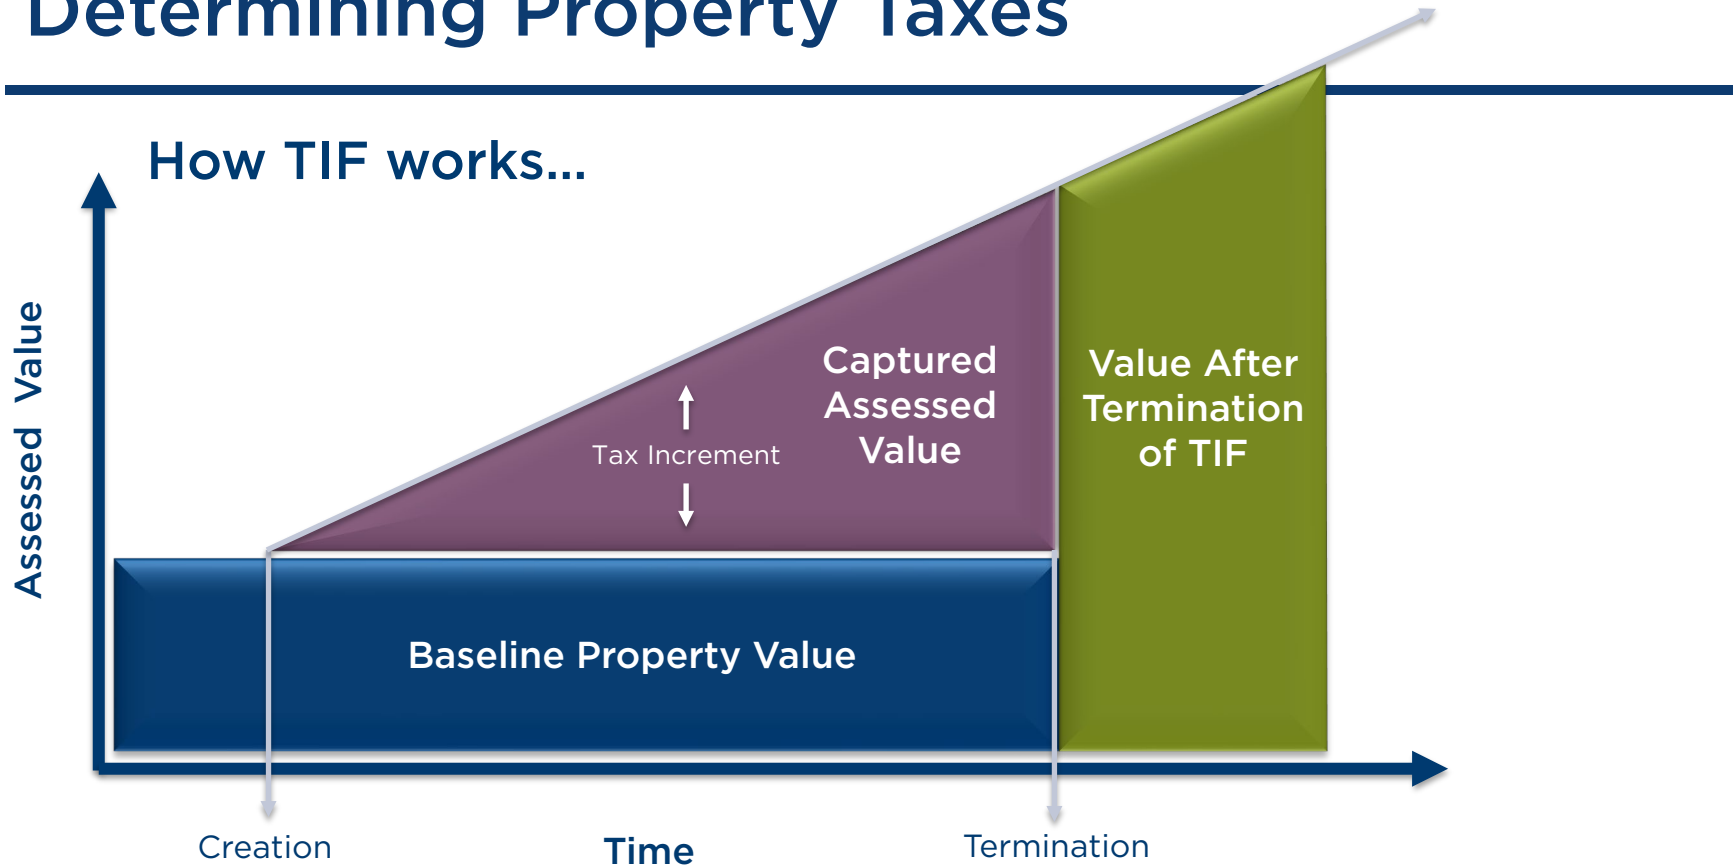 Determining Property Taxes
How TIF works...
Assessed Value
Captured
Assessed
Value
Tax Increment
Value After
Termination
of TIF
Baseline Property Value
Creation
Time
Termination